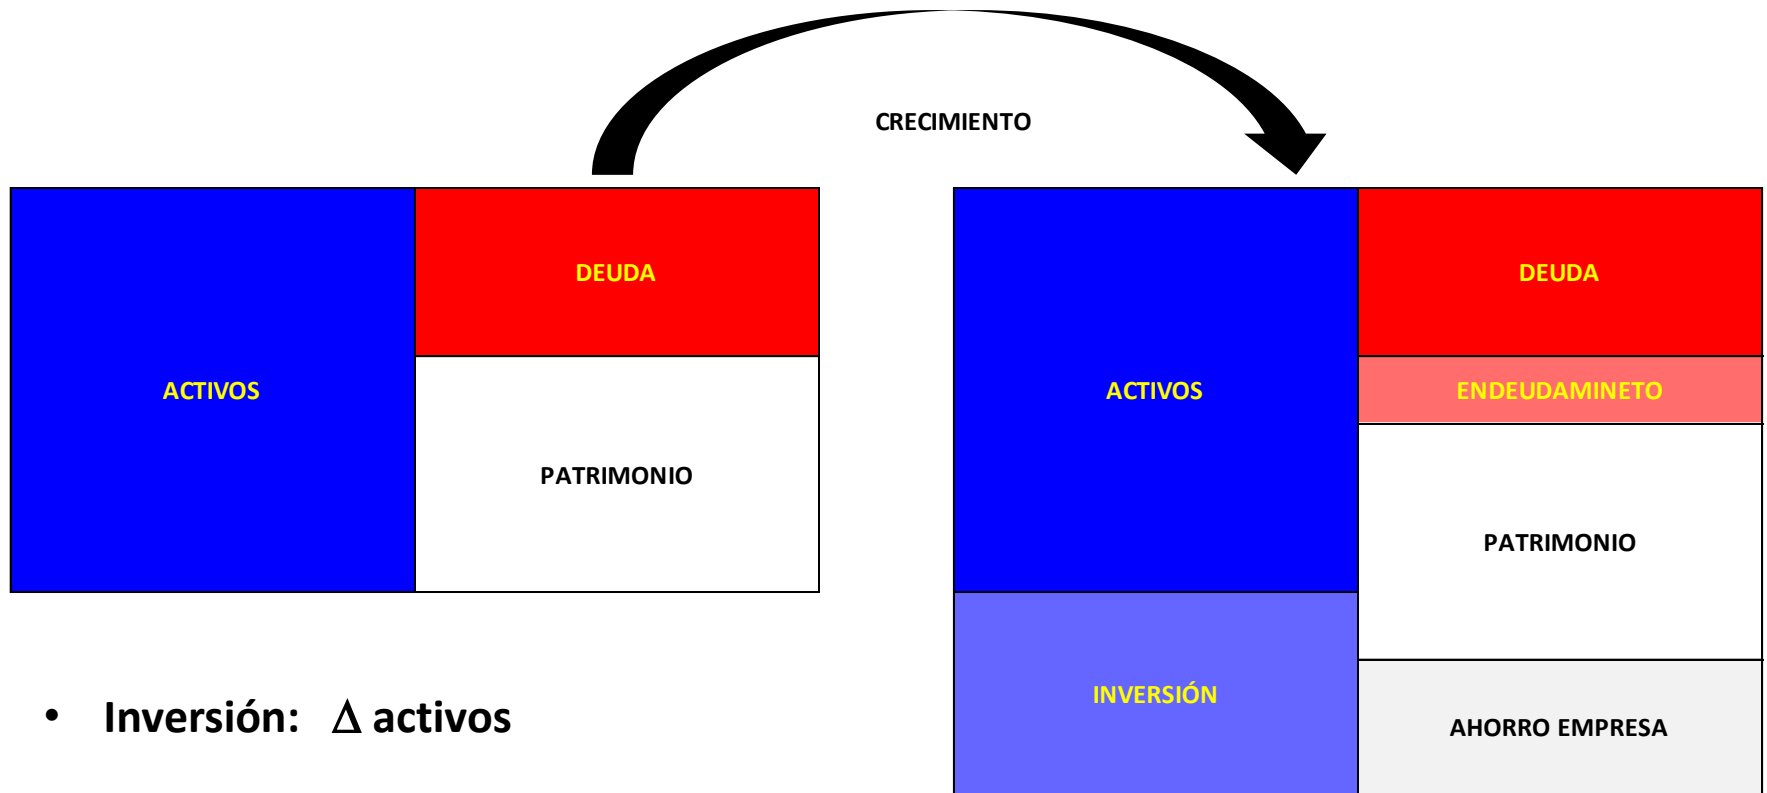 CRECIMIENTO
ACTIVOS
DEUDA
PATRIMONIO
ACTIVOS
DEUDA
ENDEUDAMINETO
PATRIMONIO
INVERSIÓN
AHORRO EMPRESA
• Inversión: Δ activos